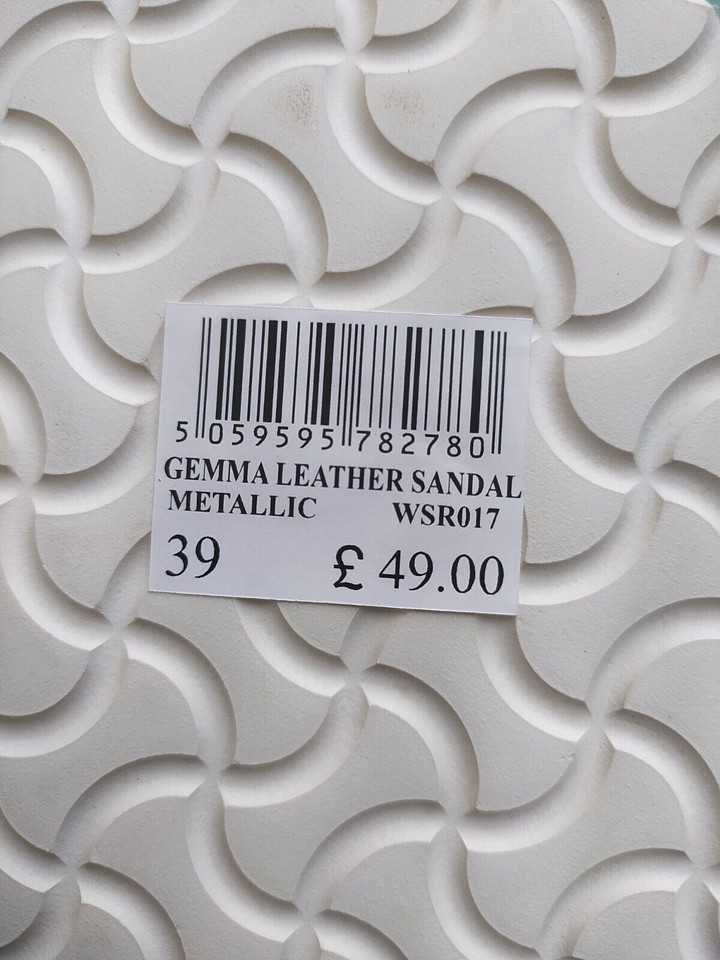 5 059595 782780
GEMMA LEATHER SANDAL
METALLIC WSR017
39 £ 49.00